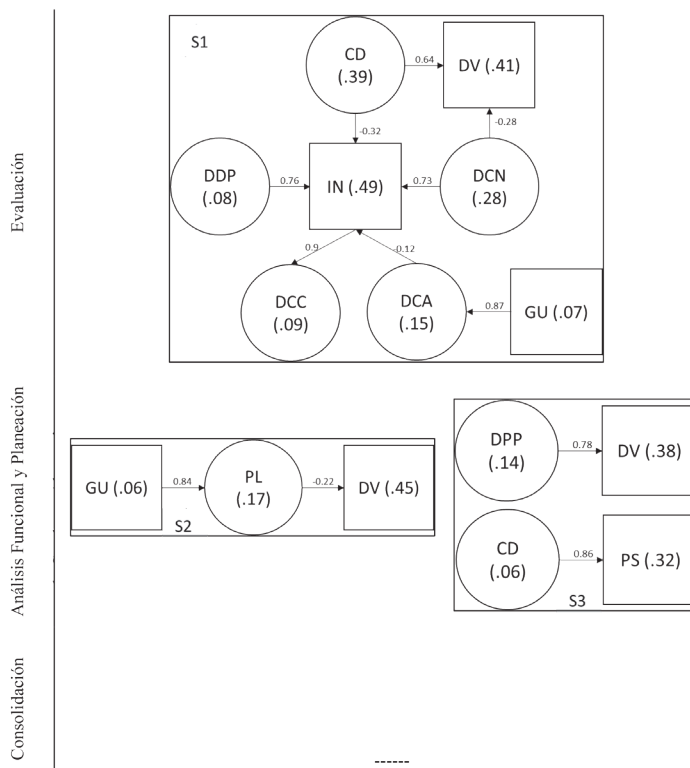 Evaluación
S1
CD
(.39)
0.64
DV (.41)
-0.32
-0.28
DDP
(.08)
0.76
IN (.49)
0.73
DCN
(.28)
0.9
-0.12
DCC
(.09)
DCA
(.15)
0.87
GU (.07)
Análisis Funcional y Planeación
GU (.06)
0.84
PL
(.17)
-0.22
DV (.45)
S2
DPP
(.14)
0.78
DV (.38)
CD
(.06)
0.86
PS (.32)
S3
Consolidación
------